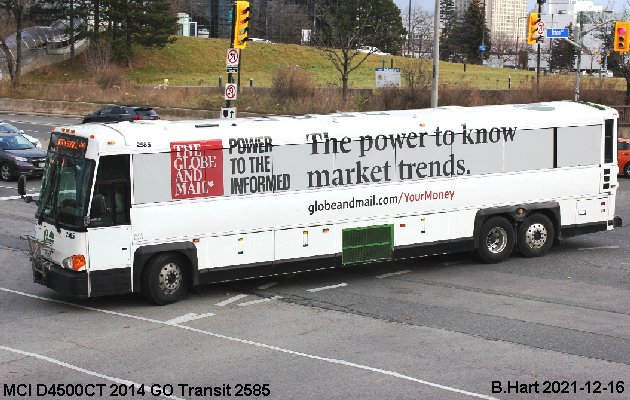 2585
THE GLOBE
AND MAIL
POWER
TO THE
INFORMED
The power to know
market trends.
globeandmail.com/YourMoney
2585
MCI D4500CT 2014 GO Transit 2585
B.Hart 2021-12-16